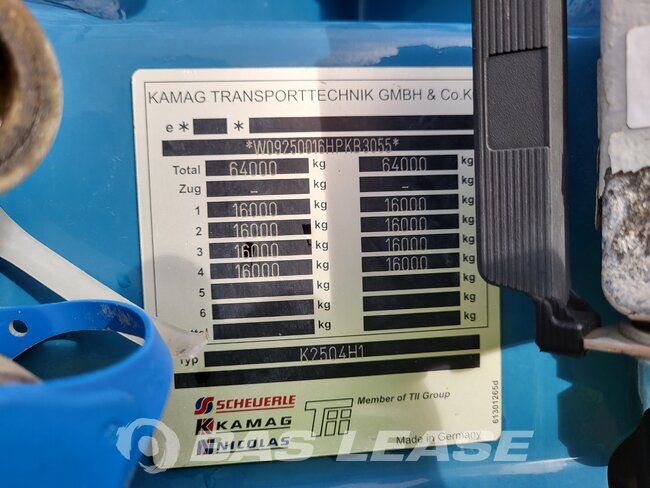 KAMAG TRANSPORTTECHNIK GMBH & Co.K
e * *
*W09250016HPKB3055*
Total 64000 kg 64000 kg
Zug - kg - kg
1 16000 kg 16000 kg
2 16000 kg 16000 kg
3 16000 kg 16000 kg
4 16000 kg 16000 kg
5 kg kg
6 kg kg
kg kg
Typ K2504H1
SCHEUERLE
KAMAG
NICOLAS
Tii
Member of TII Group
Made in Germany
61301265d
DAS LEASE